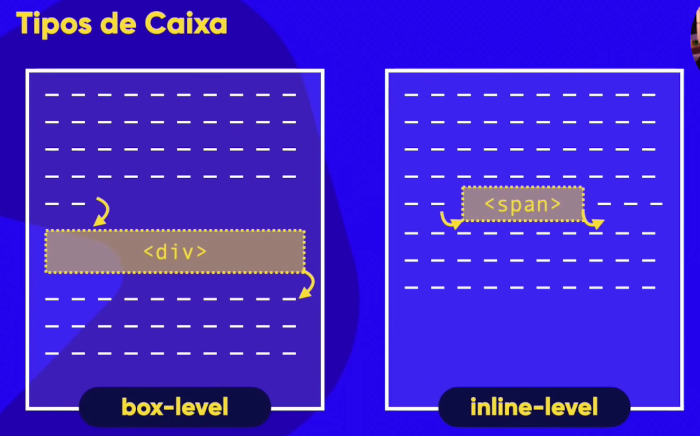 Tipos de Caixa
<div>
box-level
<span>
inline-level